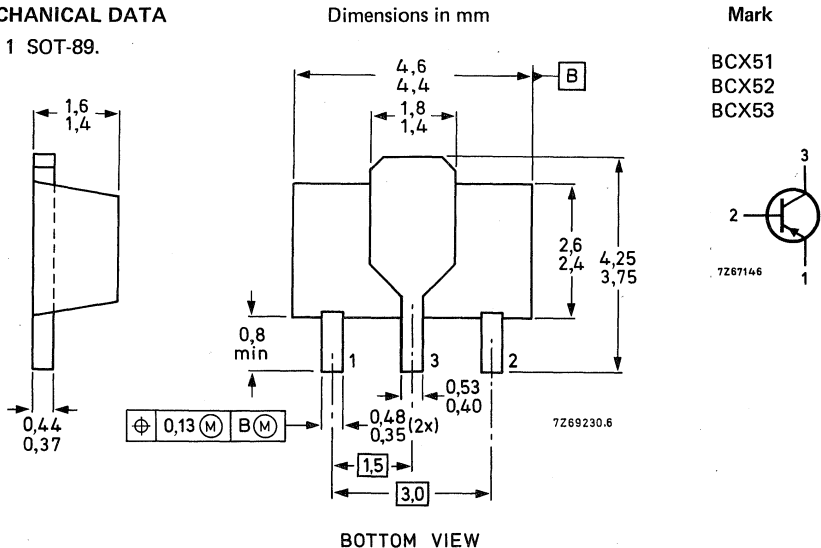 CHANICAL DATA
Dimensions in mm
Mark
1 SOT-89.
BCX51
BCX52
BCX53
4,6
4,4
B
1,6
1,4
1,8
1,4
3
2
1
7Z67146
2,6
2,4
4,25
3,75
0,8
min
1
3
2
0,53
0,40
0,44
0,37
0,13 M B M
0,48
0,35 (2x)
7Z69230.6
1,5
3,0
BOTTOM VIEW